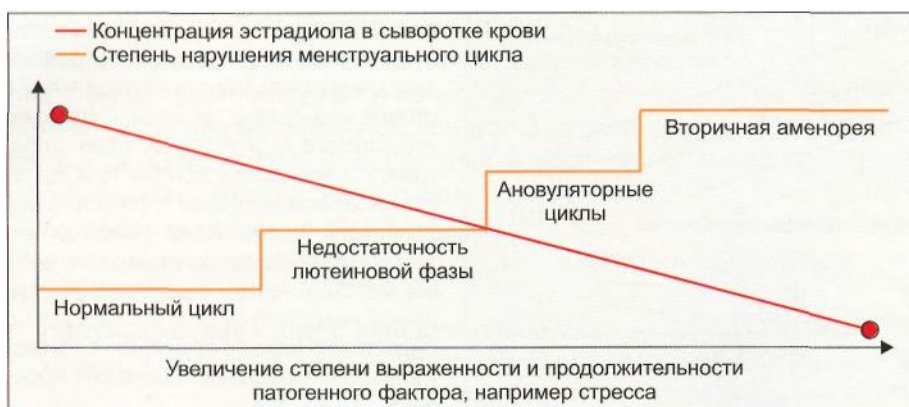 Концентрация эстрадиола в сыворотке крови
Степень нарушения менструального цикла
Вторичная аменорея
Ановуляторные
циклы
Недостаточность
лютеиновой фазы
Нормальный цикл
Увеличение степени выраженности и продолжительности
патогенного фактора, например стресса